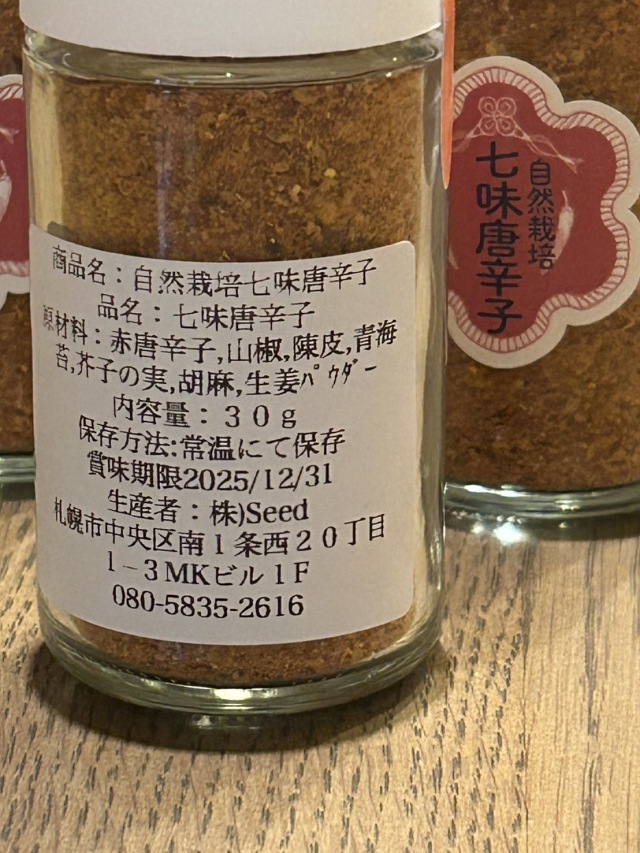 商品名：自然栽培七味唐辛子
品名：七味唐辛子
原材料：赤唐辛子,山椒,陳皮,青海
苔,芥子の実,胡麻,生姜ﾊﾟｳﾀﾞｰ
内容量：３０ｇ
保存方法:常温にて保存
賞味期限2025/12/31
生産者：株)Seed
札幌市中央区南１条西２０丁目
1－3MKビル1F
080-5835-2616
自然栽培
七味唐辛子